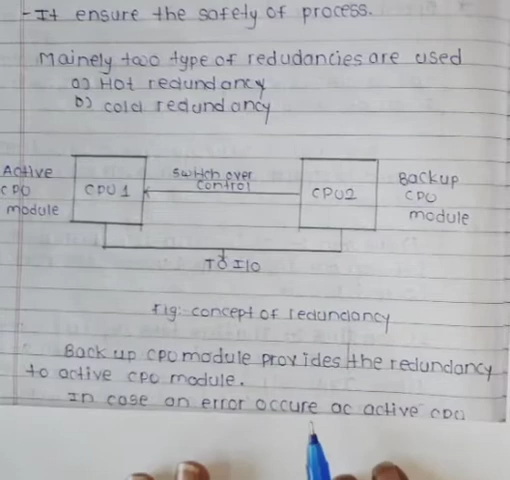 - It ensure the safety of process.
Mainely two type of redudancies are used
a) Hot redundancy
b) cold redundancy
Active
CPU
module
CPU 1
Switch over
control
CPU2
Backup
CPU
module
To I/O
Fig: concept of redundancy
Back up CPU module provides the redundancy
to active CPU module.
In case an error occure ac active CPU